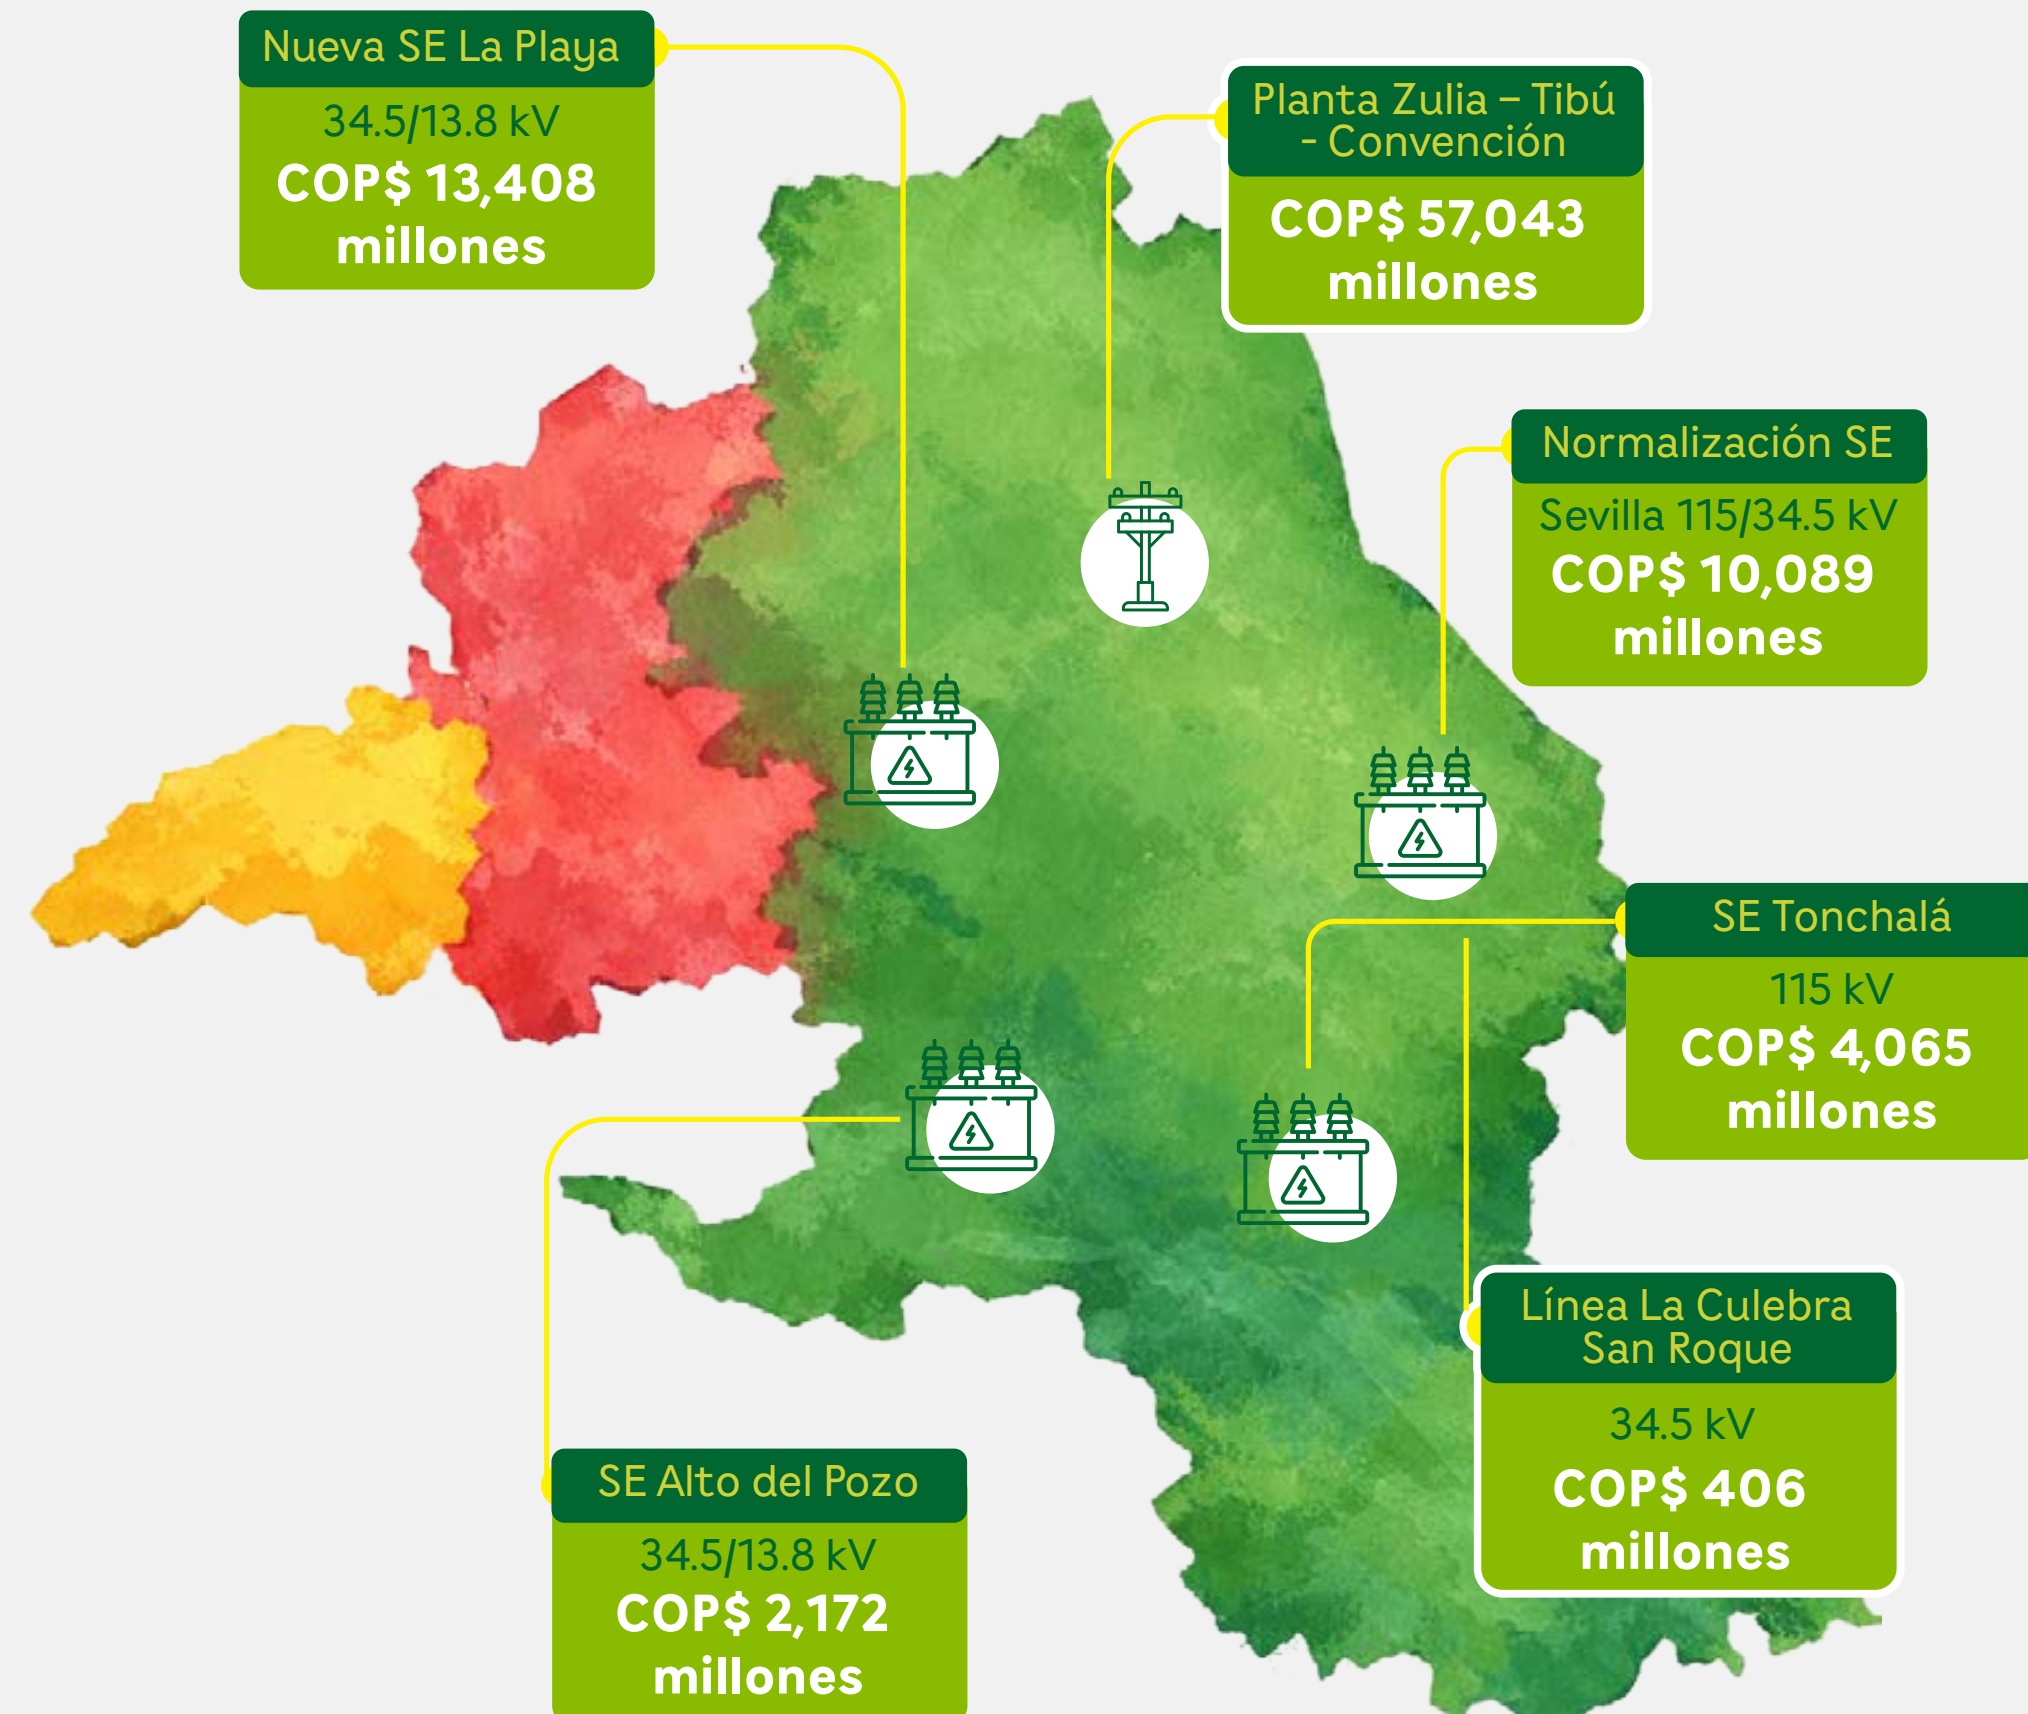 Nueva SE La Playa
34.5/13.8 kV
COP$ 13,408
millones
Planta Zulia – Tibú
- Convención
COP$ 57,043
millones
Normalización SE
Sevilla 115/34.5 kV
COP$ 10,089
millones
SE Tonchalá
115 kV
COP$ 4,065
millones
Línea La Culebra
San Roque
34.5 kV
COP$ 406
millones
SE Alto del Pozo
34.5/13.8 kV
COP$ 2,172
millones